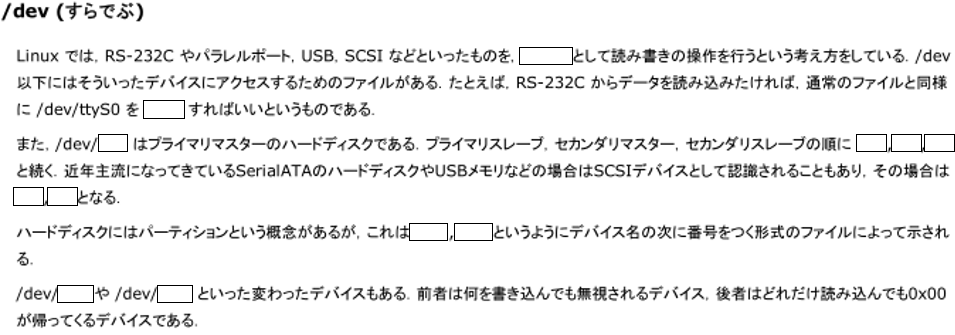 /dev (すらでぶ)
Linux では, RS-232C やパラレルポート, USB, SCSI などといったものを, として読み書きの操作を行うという考え方をしている. /dev
以下にはそういったデバイスにアクセスするためのファイルがある. たとえば, RS-232C からデータを読み込みたければ, 通常のファイルと同様
に /dev/ttyS0 を すればいいというものである.
また, /dev/ はプライマリマスターのハードディスクである. プライマリスレーブ, セカンダリマスター, セカンダリスレーブの順に , ,
と続く. 近年主流になってきているSerialATAのハードディスクやUSBメモリなどの場合はSCSIデバイスとして認識されることもあり, その場合は
, となる.
ハードディスクにはパーティションという概念があるが, これは , というようにデバイス名の次に番号をつく形式のファイルによって示され
る.
/dev/ や /dev/ といった変わったデバイスもある. 前者は何を書き込んでも無視されるデバイス, 後者はどれだけ読み込んでも0x00
が帰ってくるデバイスである.